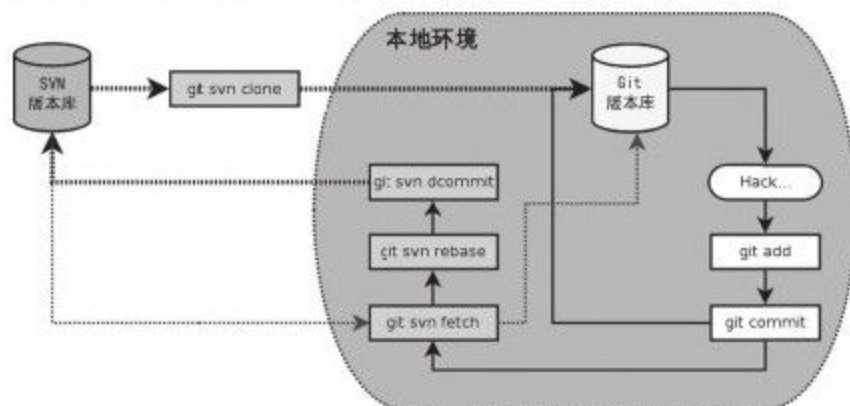 本地环境
SVN
版本库
git svn clone
Git
版本库
git svn dcommit
Hack...
git svn rebase
git add
git svn fetch
git commit